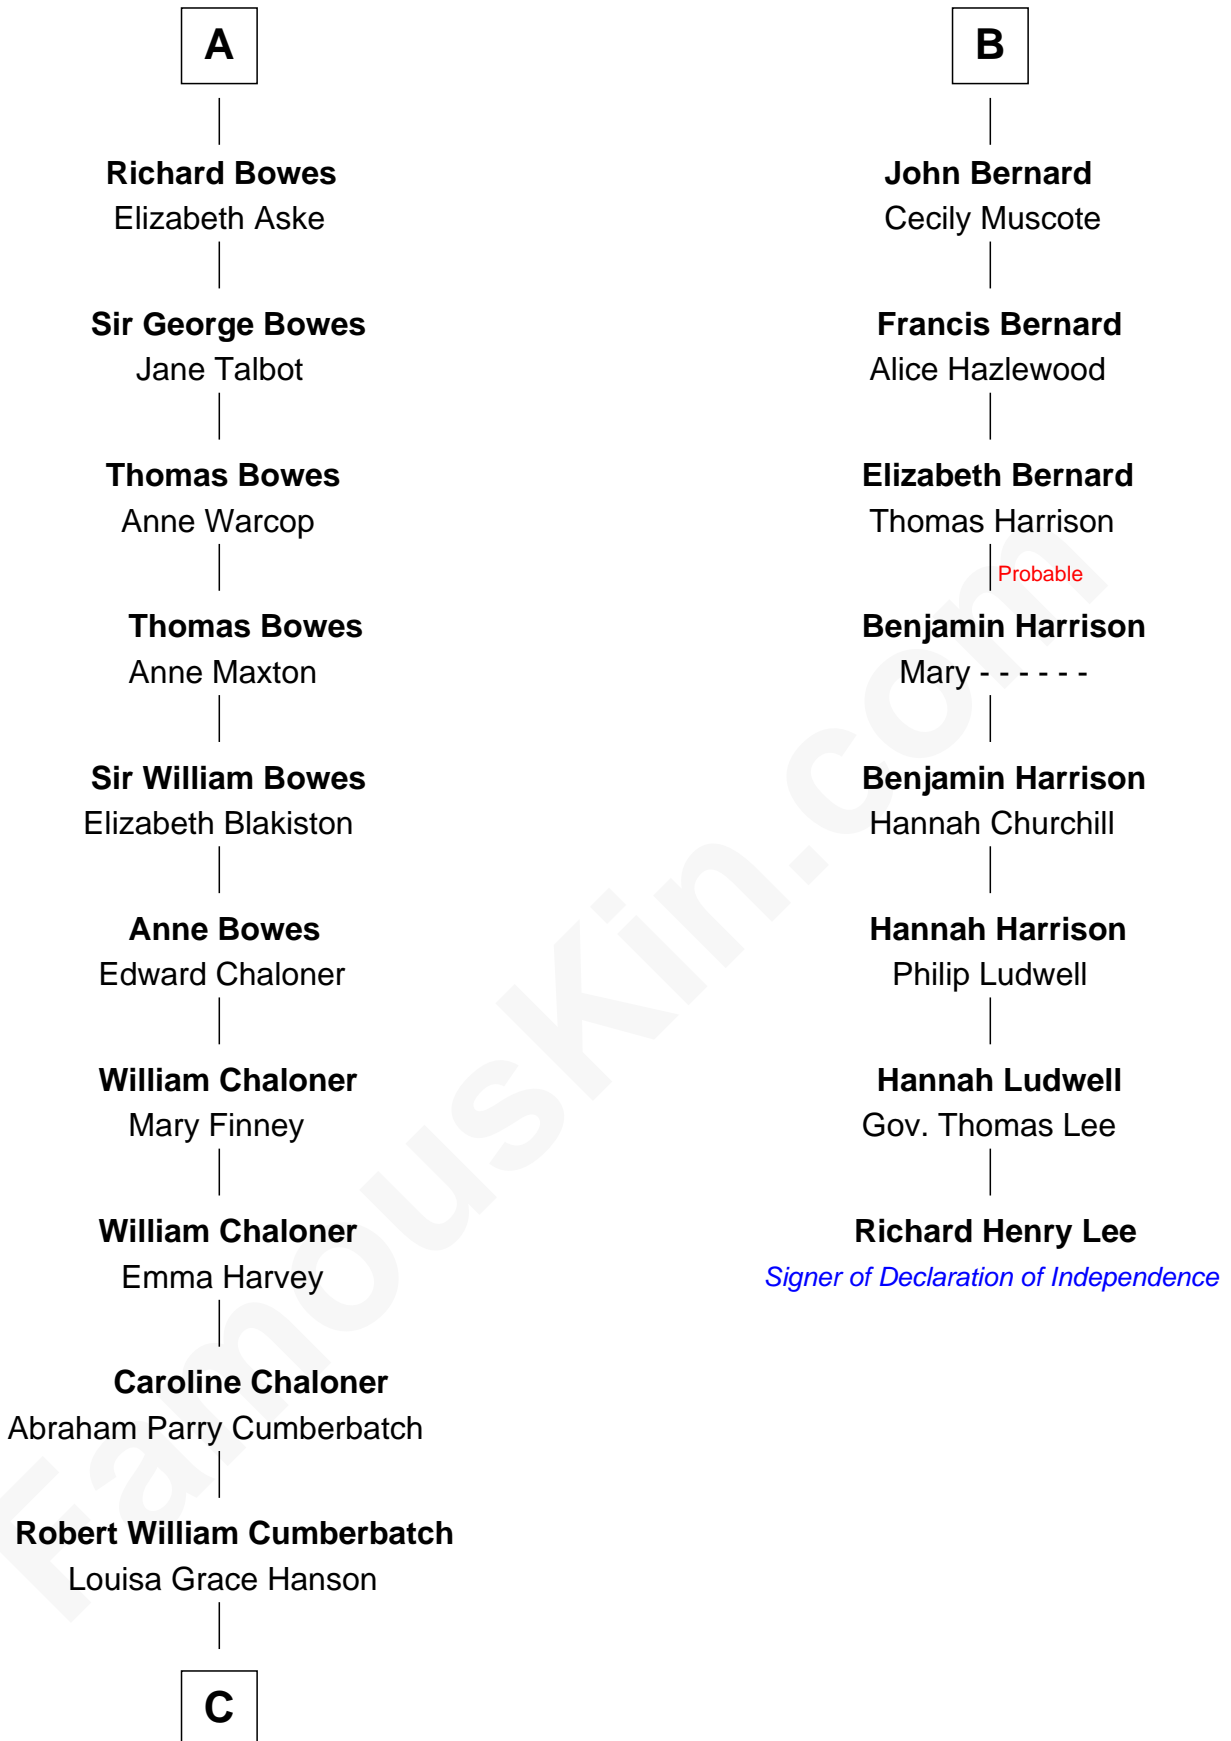 A
Richard Bowes
Elizabeth Aske
Sir George Bowes
Jane Talbot
Thomas Bowes
Anne Warcop
Thomas Bowes
Anne Maxton
Sir William Bowes
Elizabeth Blakiston
Anne Bowes
Edward Chaloner
William Chaloner
Mary Finney
William Chaloner
Emma Harvey
Caroline Chaloner
Abraham Parry Cumberbatch
Robert William Cumberbatch
Louisa Grace Hanson
C
B
John Bernard
Cecily Muscote
Francis Bernard
Alice Hazlewood
Elizabeth Bernard
Thomas Harrison
Probable
Benjamin Harrison
Mary - - - - - -
Benjamin Harrison
Hannah Churchill
Hannah Harrison
Philip Ludwell
Hannah Ludwell
Gov. Thomas Lee
Richard Henry Lee
Signer of Declaration of Independence
FamousKin.com